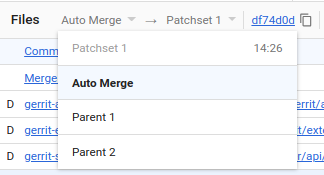 Files Auto Merge → Patchset 1 df74d0d
Patchset 1 14:26
Comm
Auto Merge
Merge
Parent 1
D gerrit-a errit/a
D gerrit-e t/exte
Parent 2
D gerrit-s r/api/